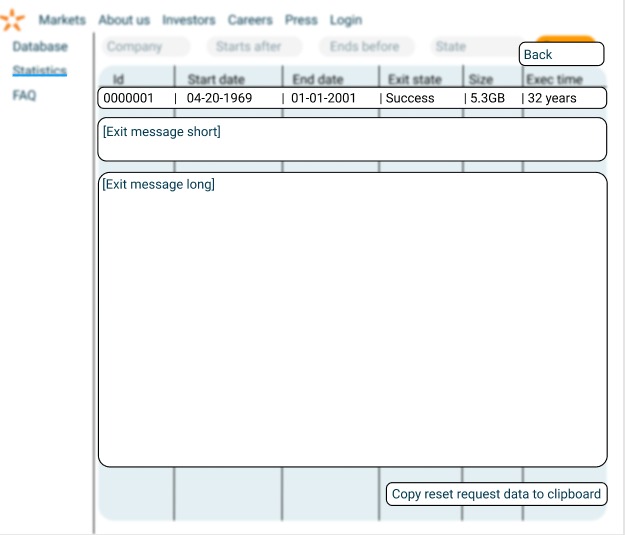 Markets About us Investors Careers Press Login
Database
Statistics
FAQ
Company Starts after Ends before State
Back
Id Start date End date Exit state Size Exec time
0000001 | 04-20-1969 | 01-01-2001 | Success | 5.3GB | 32 years
[Exit message short]
[Exit message long]
Copy reset request data to clipboard